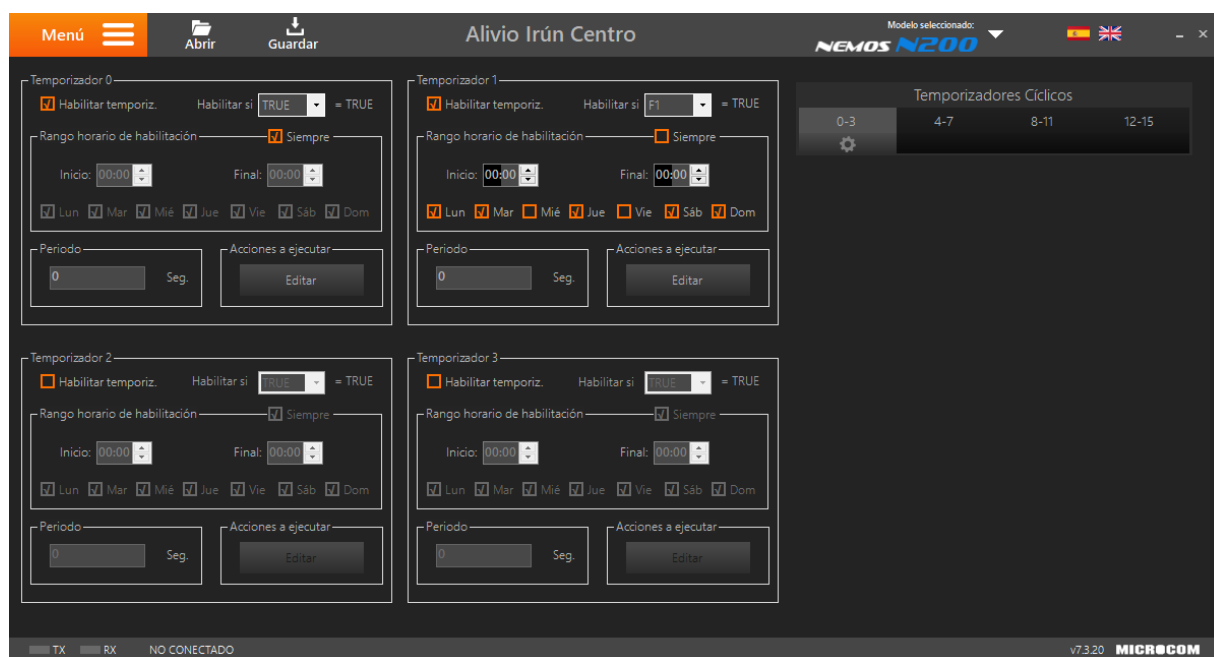 Menú
Abrir
Guardar
Alivio Irún Centro
Modelo seleccionado:
NEMOS N200
Temporizador 0
Habilitar temporiz. Habilitar si TRUE = TRUE
Rango horario de habilitación Siempre
Inicio: 00:00 Final: 00:00
Lun Mar Mié Jue Vie Sáb Dom
Periodo
0 Seg.
Acciones a ejecutar
Editar
Temporizador 1
Habilitar temporiz. Habilitar si F1 = TRUE
Rango horario de habilitación Siempre
Inicio: 00:00 Final: 00:00
Lun Mar Mié Jue Vie Sáb Dom
Periodo
0 Seg.
Acciones a ejecutar
Editar
Temporizadores Cíclicos
0-3 4-7 8-11 12-15
Temporizador 2
Habilitar temporiz. Habilitar si TRUE = TRUE
Rango horario de habilitación Siempre
Inicio: 00:00 Final: 00:00
Lun Mar Mié Jue Vie Sáb Dom
Periodo
0 Seg.
Acciones a ejecutar
Editar
Temporizador 3
Habilitar temporiz. Habilitar si TRUE = TRUE
Rango horario de habilitación Siempre
Inicio: 00:00 Final: 00:00
Lun Mar Mié Jue Vie Sáb Dom
Periodo
0 Seg.
Acciones a ejecutar
Editar
TX RX NO CONECTADO
v7.3.20 MICROCOM